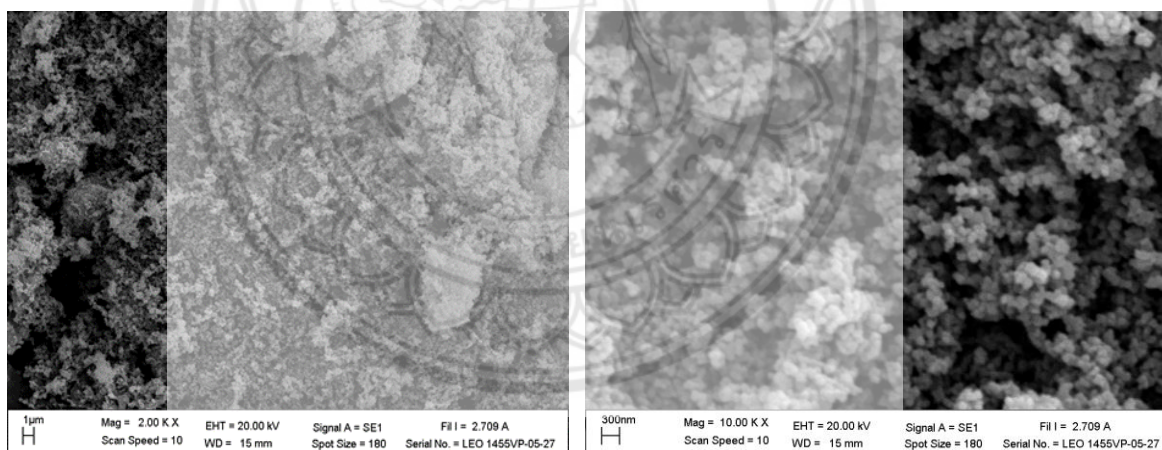 1µm
Mag = 2.00 K X EHT = 20.00 kV Signal A = SE1 Fil I = 2.709 A
Scan Speed = 10 WD = 15 mm Spot Size = 180 Serial No. = LEO 1455VP-05-27
300nm
Mag = 10.00 K X EHT = 20.00 kV Signal A = SE1 Fil I = 2.709 A
Scan Speed = 10 WD = 15 mm Spot Size = 180 Serial No. = LEO 1455VP-05-27